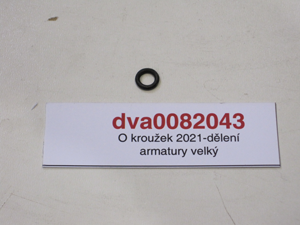 dva0082043
O kroužek 2021-dělení
armatury velký